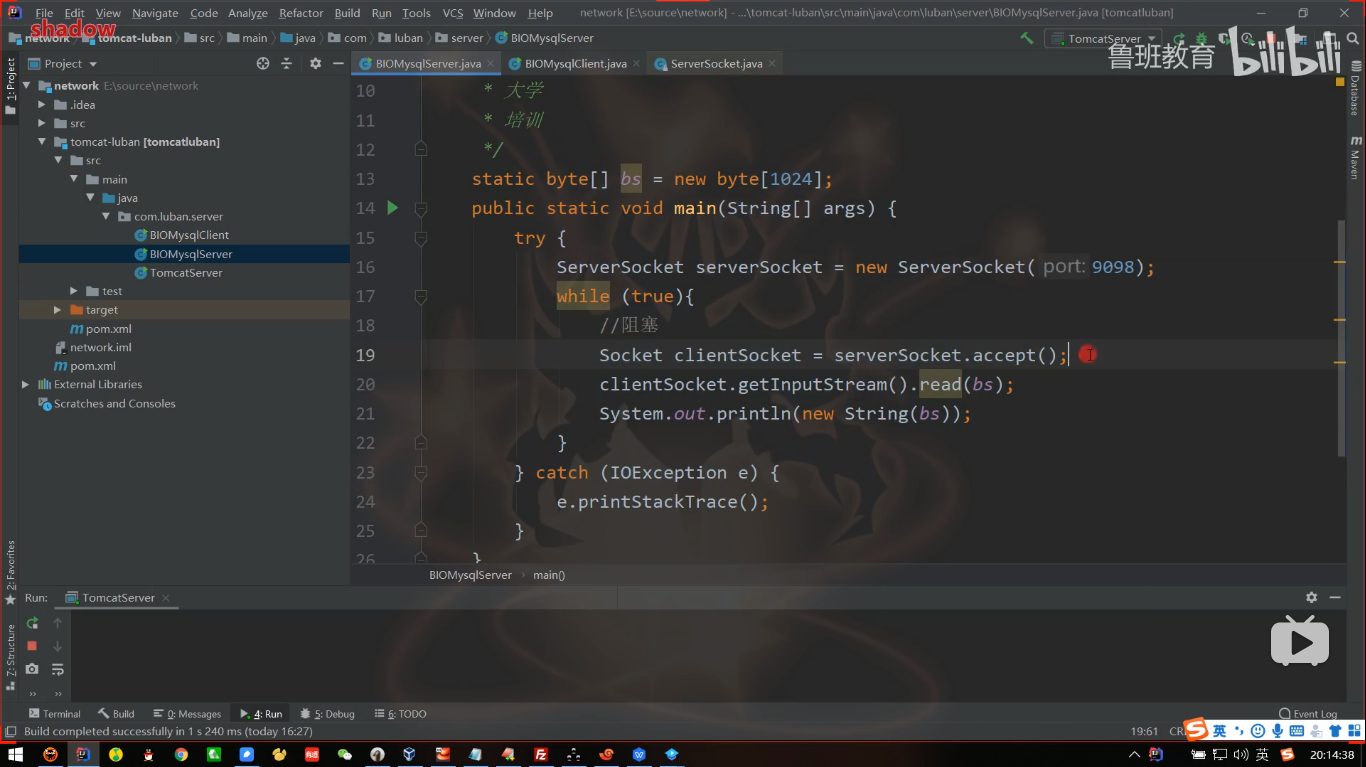 File Edit View Navigate Code Analyze Refactor Build Run Tools VCS Window Help network [E:\source\network] - ...\tomcat-luban\src\main\java\com\luban\server\BIOMysqlServer.java [tomcatluban]
shadow
network tomcat-luban src main java com luban server BIOMysqlServer TomcatServer
鲁班教育 bilibili
Project BIOMysqlServer.java BIOMysqlClient.java ServerSocket.java
1: Project
Database
Maven
network E:\source\network
.idea
src
tomcat-luban [tomcatluban]
src
main
java
com.luban.server
BIOMysqlClient
BIOMysqlServer
TomcatServer
test
target
pom.xml
network.iml
pom.xml
External Libraries
Scratches and Consoles
10 * 大学
11 * 培训
12 */
13 static byte[] bs = new byte[1024];
14 public static void main(String[] args) {
15 try {
16 ServerSocket serverSocket = new ServerSocket( port: 9098);
17 while (true){
18 //阻塞
19 Socket clientSocket = serverSocket.accept();
20 clientSocket.getInputStream().read(bs);
21 System.out.println(new String(bs));
22 }
23 } catch (IOException e) {
24 e.printStackTrace();
25 }
26 }
BIOMysqlServer › main()
2: Favorites
Z: Structure
Run: TomcatServer
Terminal Build 0: Messages 4: Run 5: Debug 6: TODO Event Log
Build completed successfully in 1 s 240 ms (today 16:27) 19:61 英
英 20:14:38